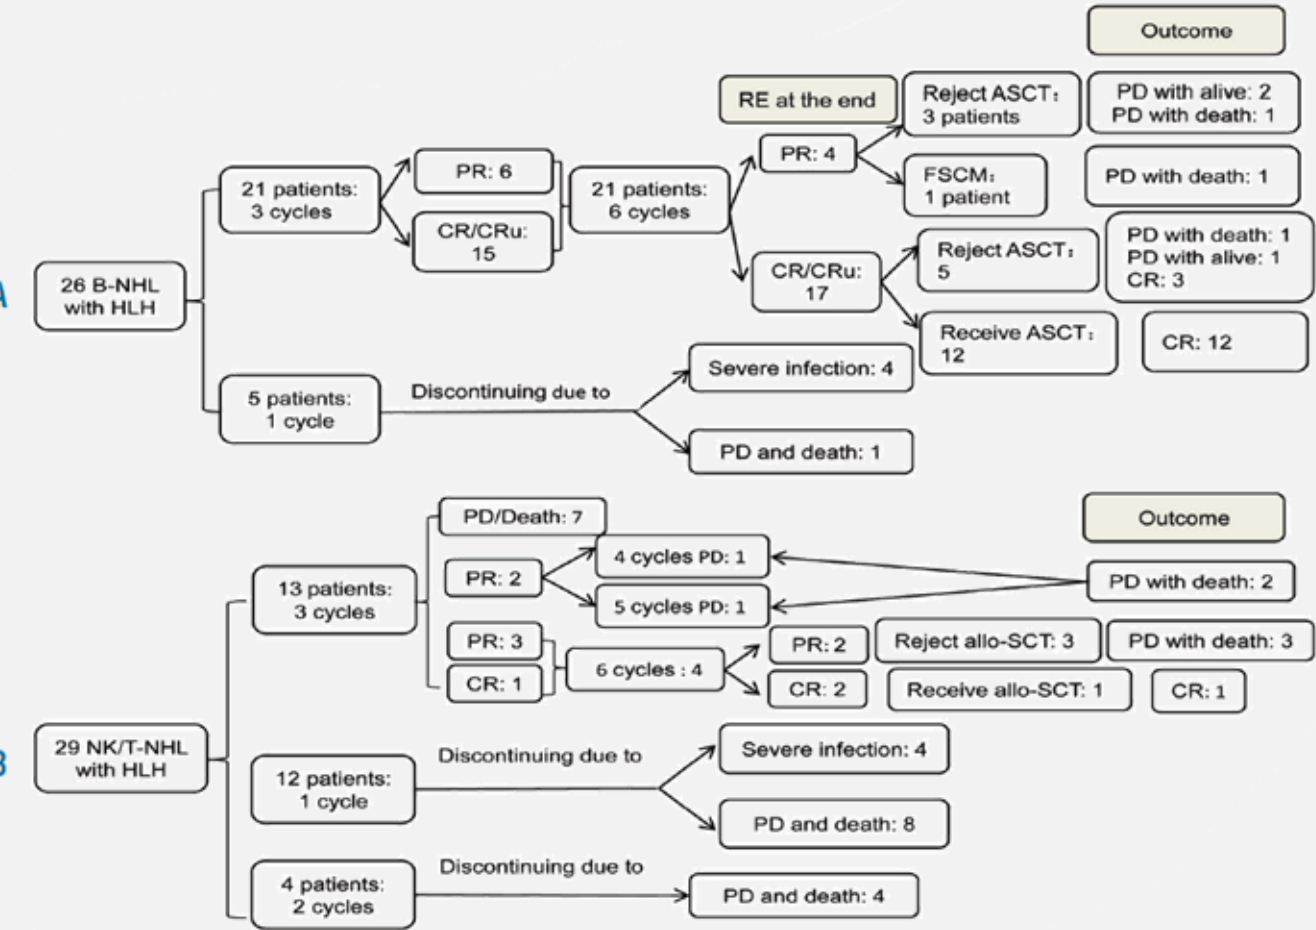 Outcome
RE at the end
Reject ASCT:
3 patients
PD with alive: 2
PD with death: 1
PR: 4
FSCM:
1 patient
PD with death: 1
21 patients:
3 cycles
PR: 6
CR/CRu:
15
21 patients:
6 cycles
CR/CRu:
17
Reject ASCT:
5
PD with death: 1
PD with alive: 1
CR: 3
Receive ASCT:
12
CR: 12
A
26 B-NHL
with HLH
5 patients:
1 cycle
Discontinuing due to
Severe infection: 4
PD and death: 1
Outcome
PD/Death: 7
13 patients:
3 cycles
PR: 2
4 cycles PD: 1
5 cycles PD: 1
PD with death: 2
PR: 3
CR: 1
6 cycles : 4
PR: 2
Reject allo-SCT: 3
PD with death: 3
CR: 2
Receive allo-SCT: 1
CR: 1
B
29 NK/T-NHL
with HLH
12 patients:
1 cycle
Discontinuing due to
Severe infection: 4
PD and death: 8
4 patients:
2 cycles
Discontinuing due to
PD and death: 4